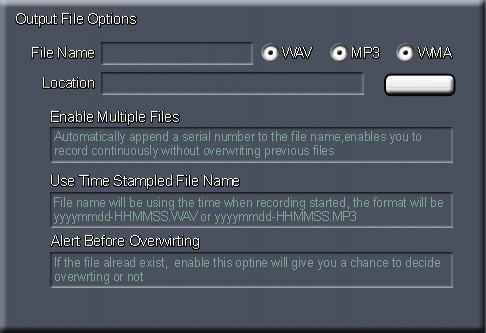 Output File Options
File Name WAV MP3 WMA
Location
Enable Multiple Files
Automatically append a serial number to the file name,enables you to
record continuously without overwriting previous files
Use Time Stampled File Name
File name will be using the time when recording started, the format will be
yyyymmdd-HHMMSS.WAV or yyyymmdd-HHMMSS.MP3
Alert Before Overwirting
If the file alread exist, enable this optine will give you a chance to decide
overwrting or not